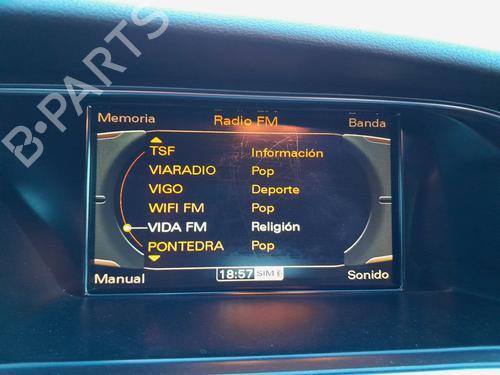 Memoria Radio FM Banda
TSF Información
VIARADIO Pop
VIGO Deporte
WIFI FM Pop
VIDA FM Religión
PONTEDRA Pop
Manual 18:57 SIM Sonido
B-PARTS